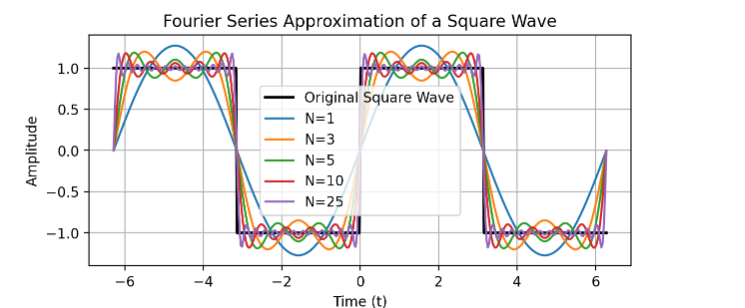 Fourier Series Approximation of a Square Wave
1.0
0.5
0.0
−0.5
−1.0
Amplitude
Original Square Wave
N=1
N=3
N=5
N=10
N=25
−6 −4 −2 0 2 4 6
Time (t)